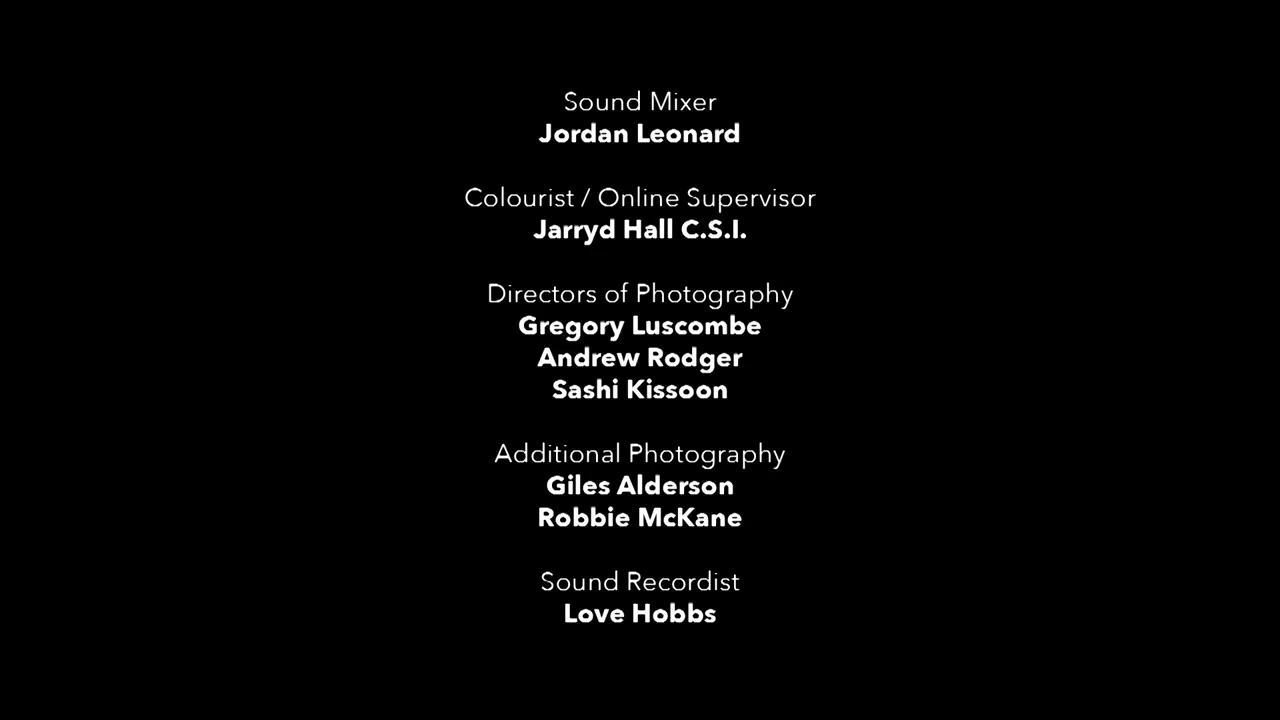 Sound Mixer
Jordan Leonard
Colourist / Online Supervisor
Jarryd Hall C.S.I.
Directors of Photography
Gregory Luscombe
Andrew Rodger
Sashi Kissoon
Additional Photography
Giles Alderson
Robbie McKane
Sound Recordist
Love Hobbs